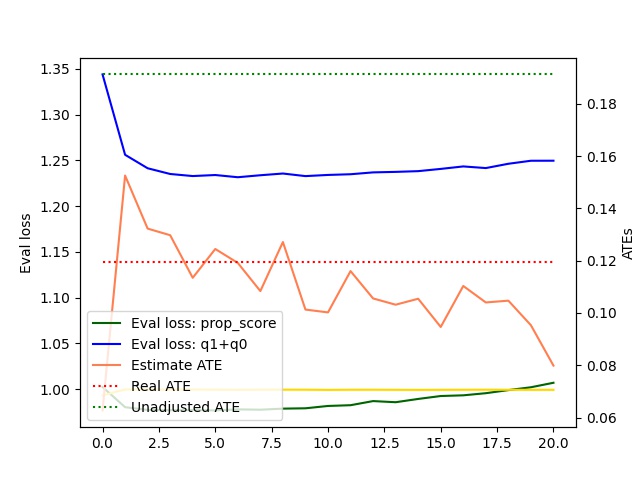 1.35
1.30
1.25
1.20
1.15
1.10
1.05
1.00
Eval loss
0.18
0.16
0.14
0.12
0.10
0.08
0.06
ATEs
Eval loss: prop_score
Eval loss: q1+q0
Estimate ATE
Real ATE
Unadjusted ATE
0.0 2.5 5.0 7.5 10.0 12.5 15.0 17.5 20.0